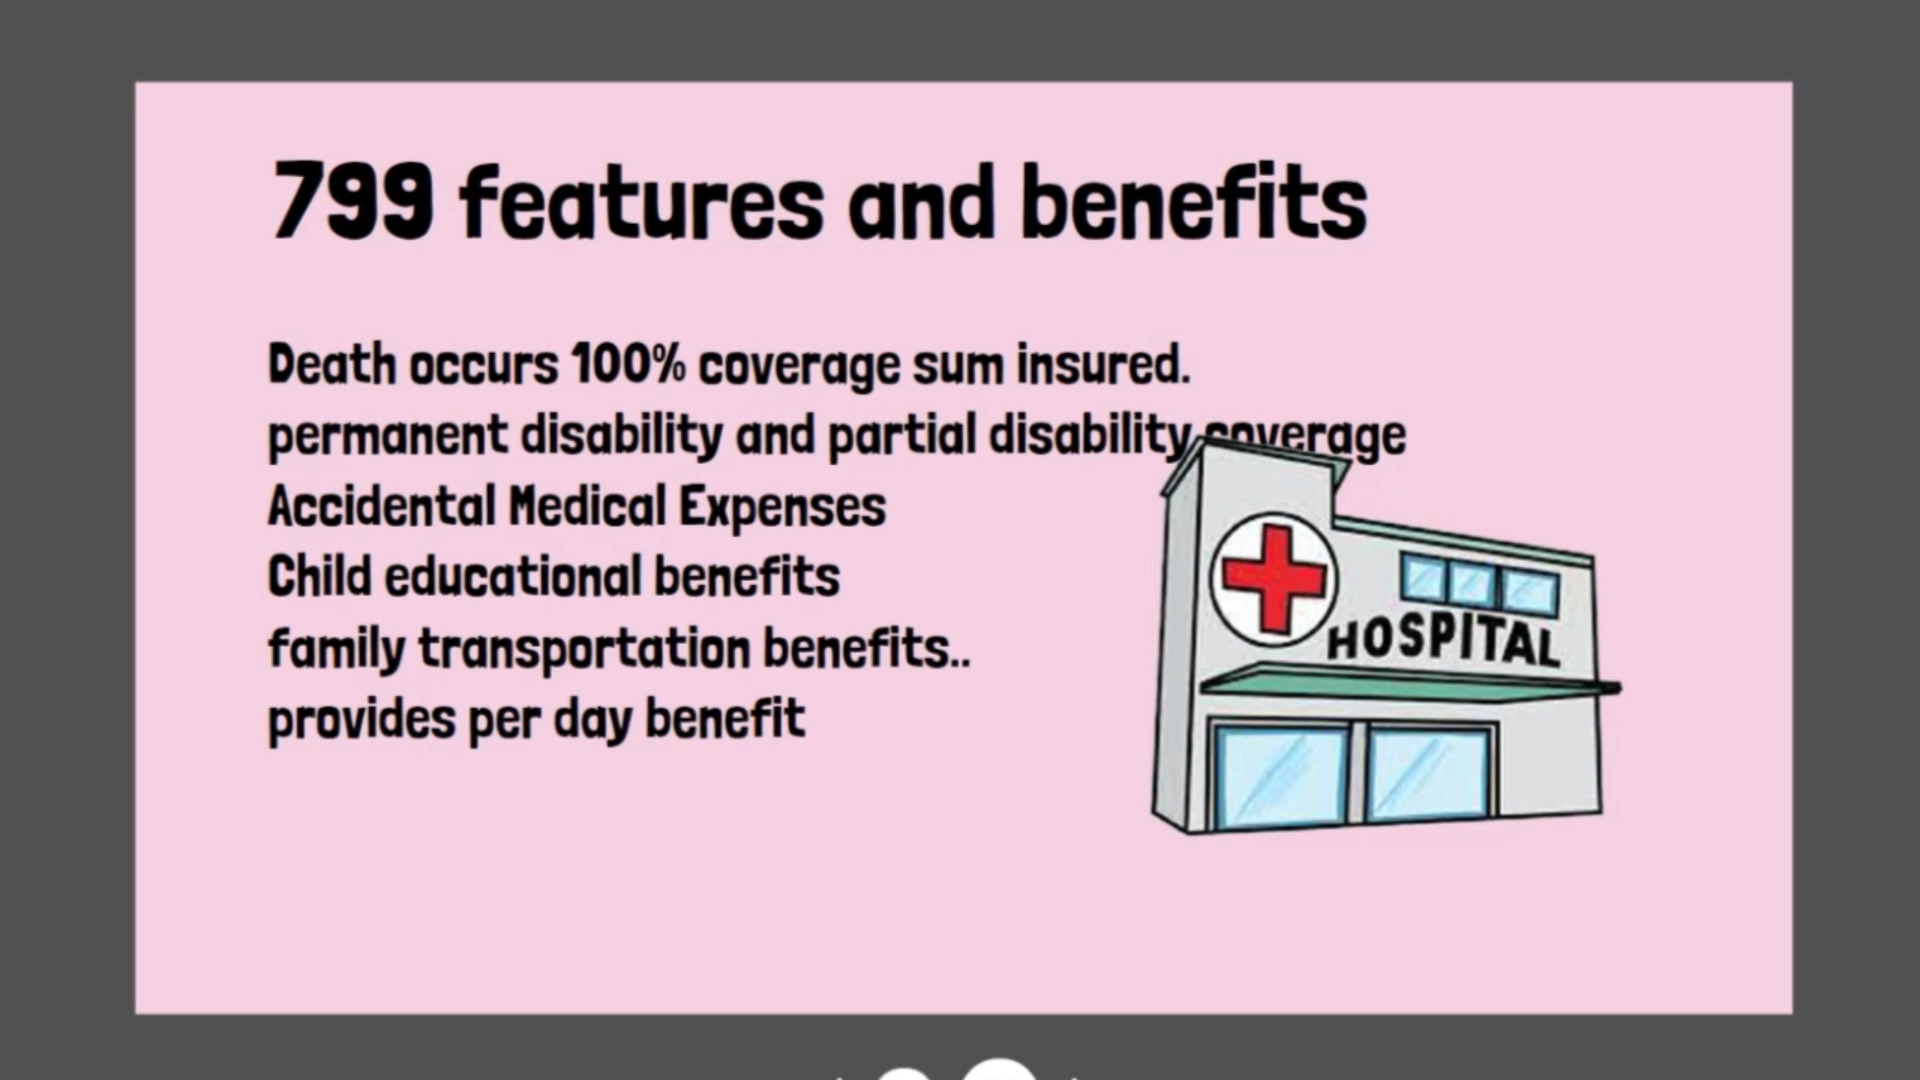 799 features and benefits
Death occurs 100% coverage sum insured.
permanent disability and partial disability coverage
Accidental Medical Expenses
Child educational benefits
family transportation benefits..
provides per day benefit
HOSPITAL